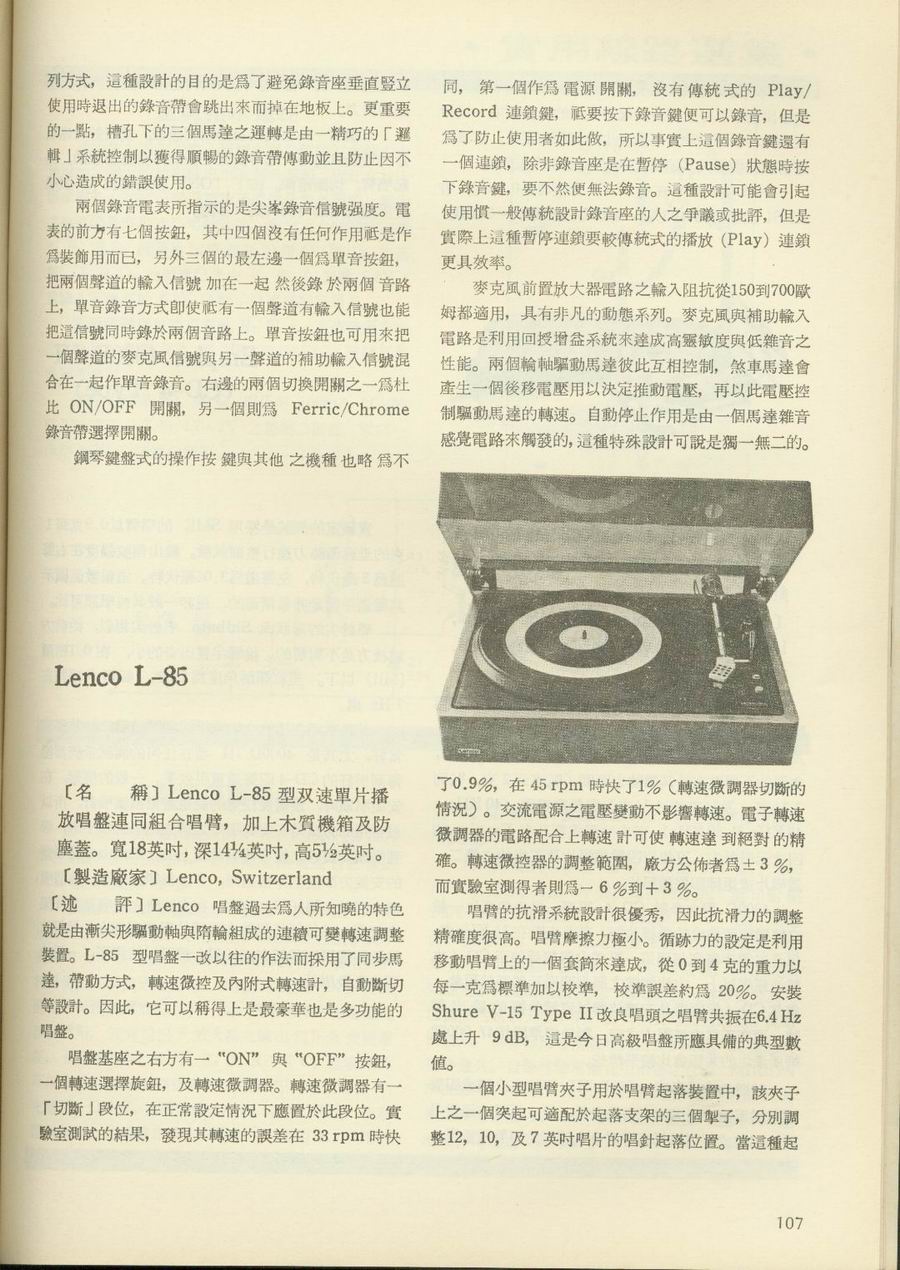 列方式，這種設計的目的是爲了避免錄音座垂直豎立
使用時退出的錄音帶會跳出來而掉在地板上。更重要
的一點，槽孔下的三個馬達之運轉是由一精巧的「邏
輯」系統控制以獲得順暢的錄音帶傳動並且防止因不
小心造成的錯誤使用。
兩個錄音電表所指示的是尖峯錄音信號强度。電
表的前方有七個按鈕，其中四個沒有任何作用祗是作
爲裝飾用而已，另外三個的最左邊一個爲單音按鈕，
把兩個聲道的輸入信號加在一起然後錄於兩個音路
上，單音錄音方式卽使祗有一個聲道有輸入信號也能
把這信號同時錄於兩個音路上。單音按鈕也可用來把
一個聲道的麥克風信號與另一聲道的補助輸入信號混
合在一起作單音錄音。右邊的兩個切換開關之一爲杜
比 ON/OFF 開關，另一個則爲 Ferric/Chrome
錄音帶選擇開關。
鋼琴鍵盤式的操作按鍵與其他之機種也略爲不
同，第一個作爲電源開關，沒有傳統式的 Play/
Record 連鎖鍵，祗要按下錄音鍵便可以錄音，但是
爲了防止使用者如此做，所以事實上這個錄音鍵還有
一個連鎖，除非錄音座是在暫停（Pause）狀態時按
下錄音鍵，要不然便無法錄音。這種設計可能會引起
使用慣一般傳統設計錄音座的人之爭議或批評，但是
實際上這種暫停連鎖要較傳統式的播放（Play）連鎖
更具效率。
麥克風前置放大器電路之輸入阻抗從150到700歐
姆都適用，具有非凡的動態系列。麥克風與補助輸入
電路是利用回授增益系統來達成高靈敏度與低雜音之
性能。兩個輪軸驅動馬達彼此互相控制，煞車馬達會
產生一個後移電壓用以決定推動電壓，再以此電壓控
制驅動馬達的轉速。自動停止作用是由一個馬達雜音
感覺電路來觸發的，這種特殊設計可說是獨一無二的。
Lenco L-85
〔名　　稱〕Lenco L-85 型双速單片播
放唱盤連同組合唱臂，加上木質機箱及防
塵蓋。寬18英吋，深14¼英吋，高5½英吋。
〔製造廠家〕Lenco, Switzerland
〔述　　評〕Lenco 唱盤過去爲人所知曉的特色
就是由漸尖形驅動軸與隋輪組成的連續可變轉速調整
裝置。L-85 型唱盤一改以往的作法而採用了同步馬
達，帶動方式，轉速微控及內附式轉速計，自動斷切
等設計。因此，它可以稱得上是最豪華也是多功能的
唱盤。
唱盤基座之右方有一 “ON” 與 “OFF” 按鈕，
一個轉速選擇旋鈕，及轉速微調器。轉速微調器有一
「切斷」段位，在正常設定情況下應置於此段位。實
驗室測試的結果，發現其轉速的誤差在 33 rpm 時快
了0.9%，在 45 rpm 時快了1%（轉速微調器切斷的
情況）。交流電源之電壓變動不影響轉速。電子轉速
微調器的電路配合上轉速計可使轉速達到絕對的精
確。轉速微控器的調整範圍，廠方公佈者爲±3%，
而實驗室測得者則爲－6%到＋3%。
唱臂的抗滑系統設計很優秀，因此抗滑力的調整
精確度很高。唱臂摩擦力極小。循跡力的設定是利用
移動唱臂上的一個套筒來達成，從0到4克的重力以
每一克爲標準加以校準，校準誤差約爲 20%。安裝
Shure V-15 Type II 改良唱頭之唱臂共振在6.4 Hz
處上升 9 dB，這是今日高級唱盤所應具備的典型數
值。
一個小型唱臂夾子用於唱臂起落裝置中，該夾子
上之一個突起可適配於起落支架的三個掣子，分別調
整12，10，及7英吋唱片的唱針起落位置。當這種起
107